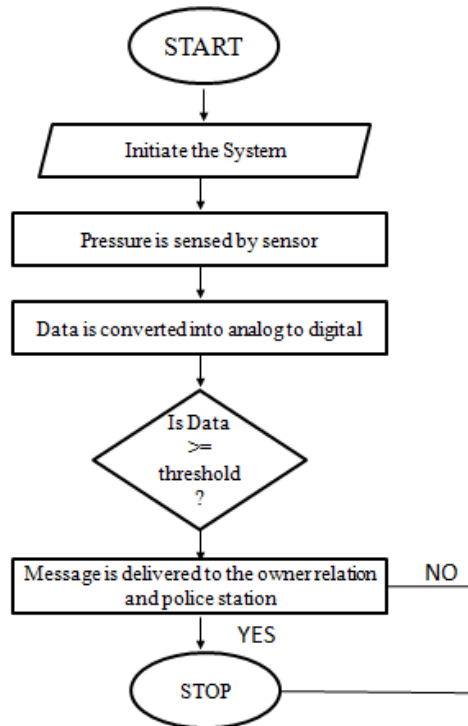 START
Initiate the System
Pressure is sensed by sensor
Data is converted into analog to digital
Is Data
>=
threshold
?
Message is delivered to the owner relation
and police station
NO
YES
STOP